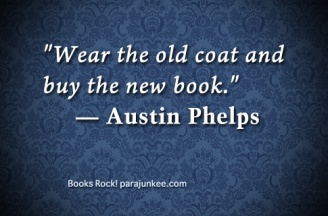 "Wear the old coat and
buy the new book."
— Austin Phelps
Books Rock! parajunkee.com